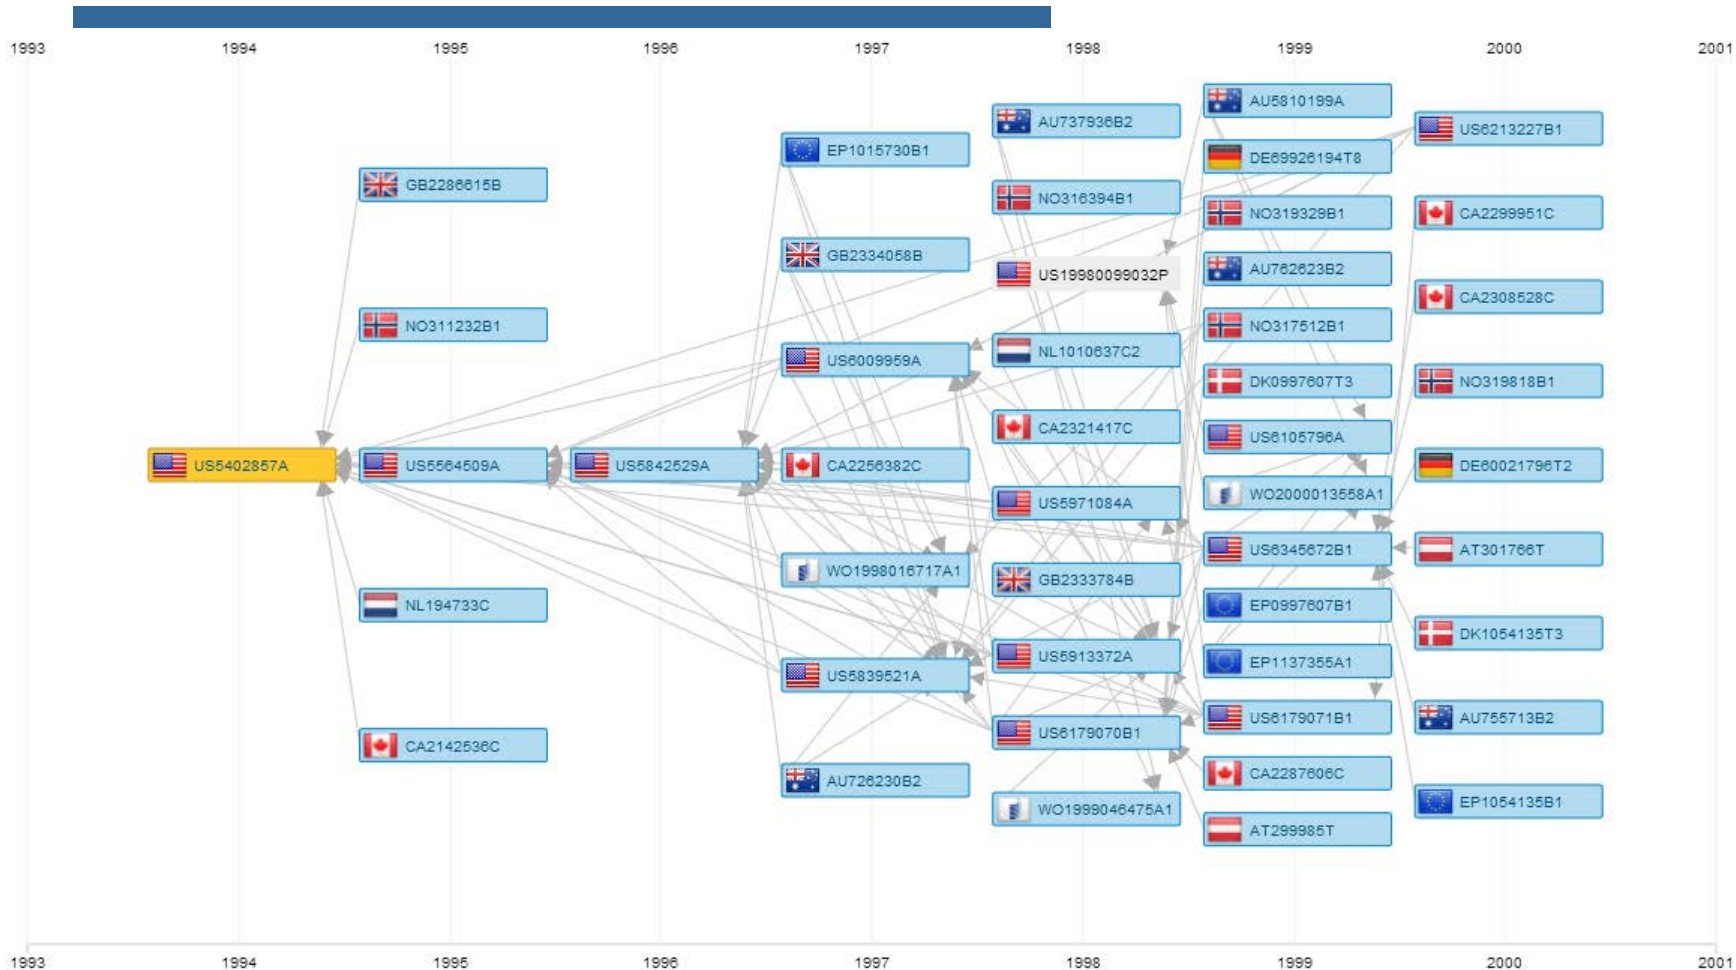 1993 1994 1995 1996 1997 1998 1999 2000 2001
US5402857A
GB2286615B
NO311232B1
US5564509A
NL194733C
CA2142536C
US5842529A
EP1015730B1
GB2334058B
US6009959A
CA2256382C
WO1998016717A1
US5839521A
AU726230B2
AU737936B2
NO316394B1
US19980099032P
NL1010637C2
CA2321417C
US5971084A
GB2333784B
US5913372A
US6179070B1
WO1999046475A1
AU5810199A
DE69926194T8
NO319329B1
AU762623B2
NO317512B1
DK0997607T3
US6105796A
WO2000013558A1
US6345672B1
EP0997607B1
EP1137355A1
US6179071B1
CA2287606C
AT299985T
US6213227B1
CA2299951C
CA2308528C
NO319818B1
DE60021796T2
AT301766T
DK1054135T3
AU755713B2
EP1054135B1
1993 1994 1995 1996 1997 1998 1999 2000 2001